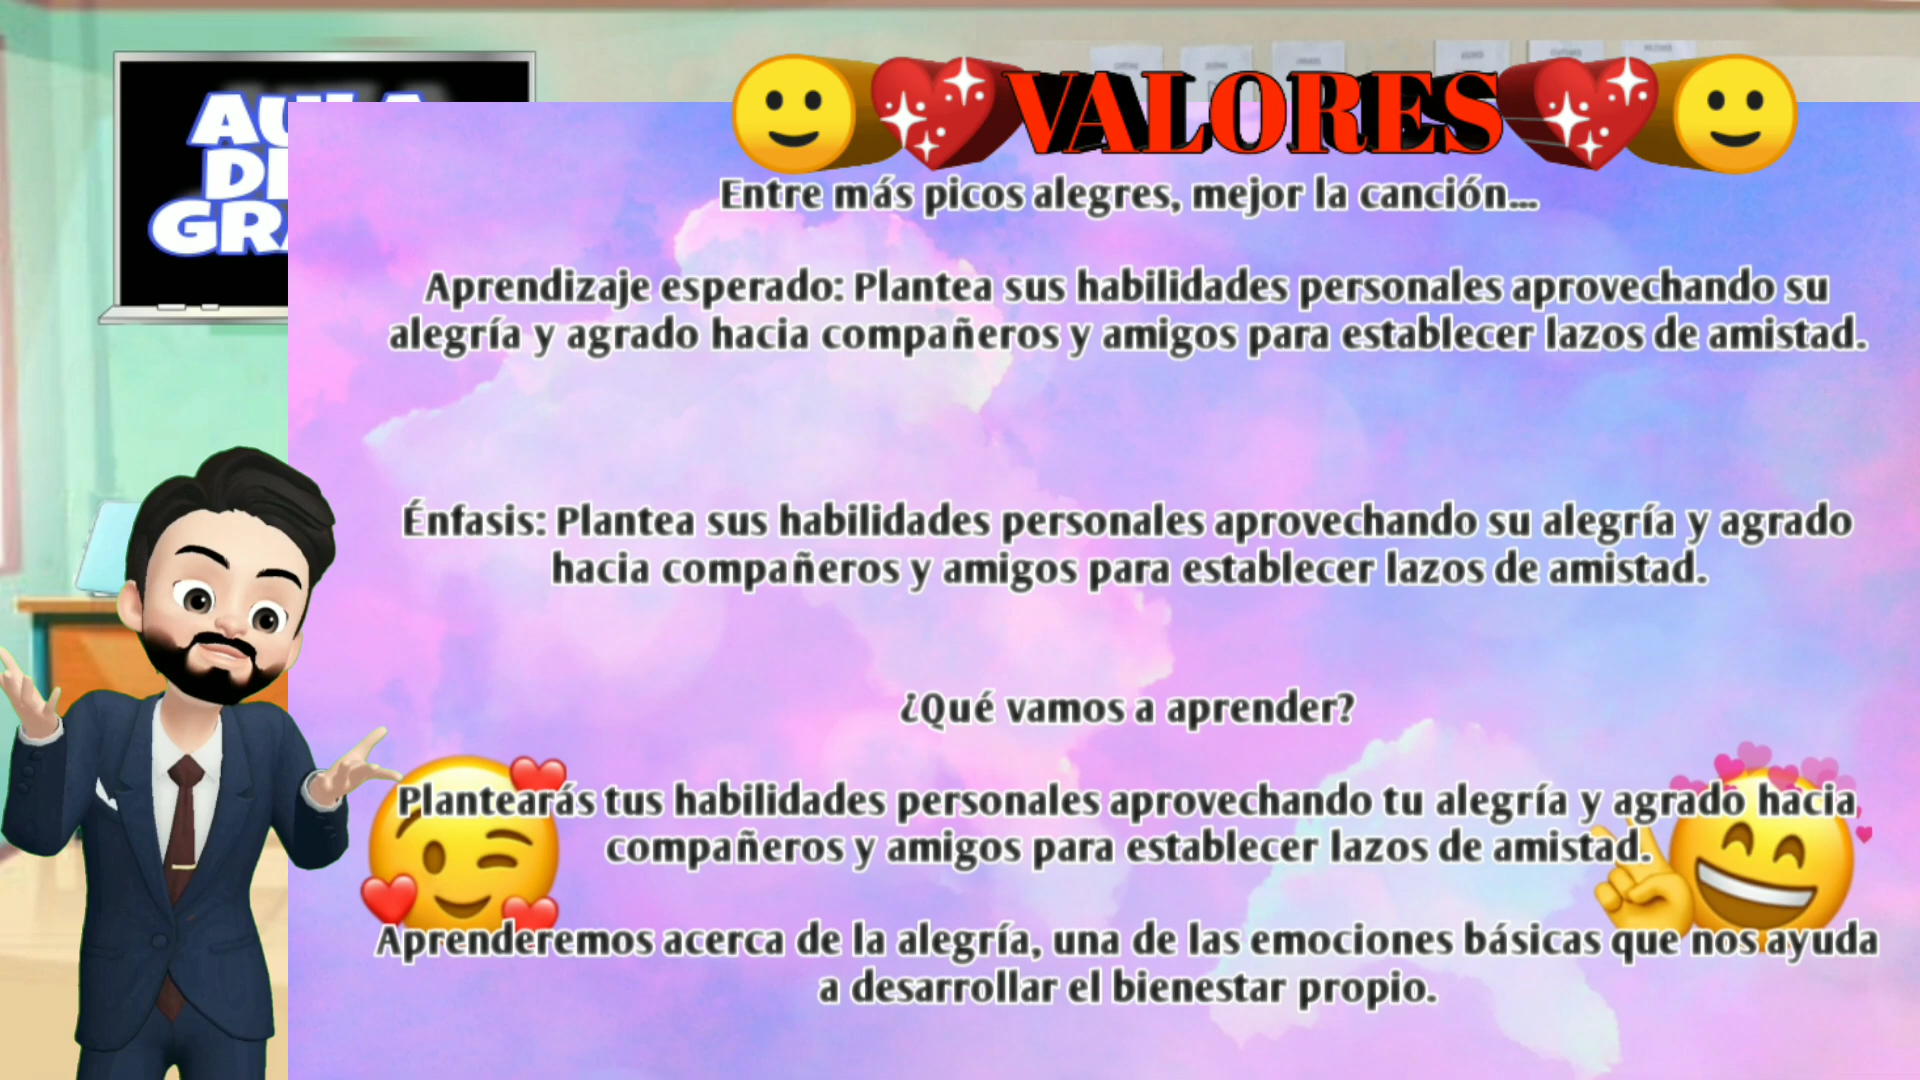 VALORES
Entre más picos alegres, mejor la canción...
Aprendizaje esperado: Plantea sus habilidades personales aprovechando su
alegría y agrado hacia compañeros y amigos para establecer lazos de amistad.
Énfasis: Plantea sus habilidades personales aprovechando su alegría y agrado
hacia compañeros y amigos para establecer lazos de amistad.
¿Qué vamos a aprender?
Plantearás tus habilidades personales aprovechando tu alegría y agrado hacia
compañeros y amigos para establecer lazos de amistad.
Aprenderemos acerca de la alegría, una de las emociones básicas que nos ayuda
a desarrollar el bienestar propio.